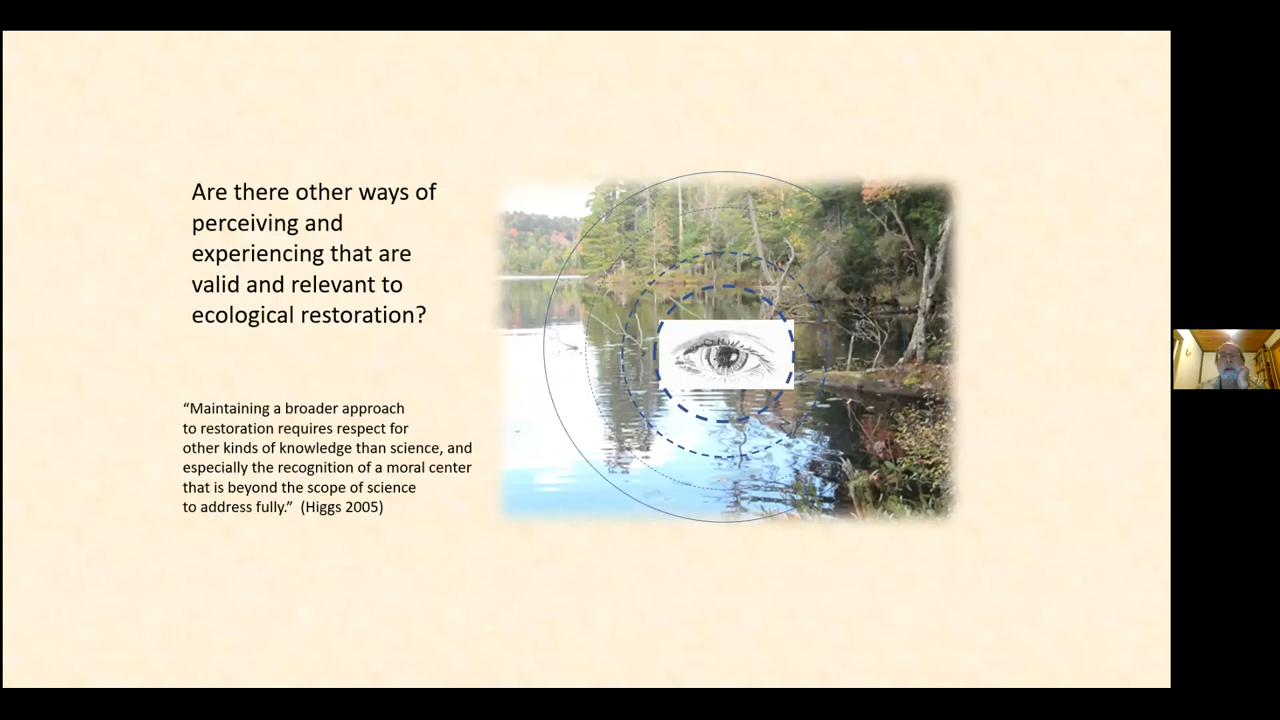 Are there other ways of
perceiving and
experiencing that are
valid and relevant to
ecological restoration?
“Maintaining a broader approach
to restoration requires respect for
other kinds of knowledge than science, and
especially the recognition of a moral center
that is beyond the scope of science
to address fully.”  (Higgs 2005)